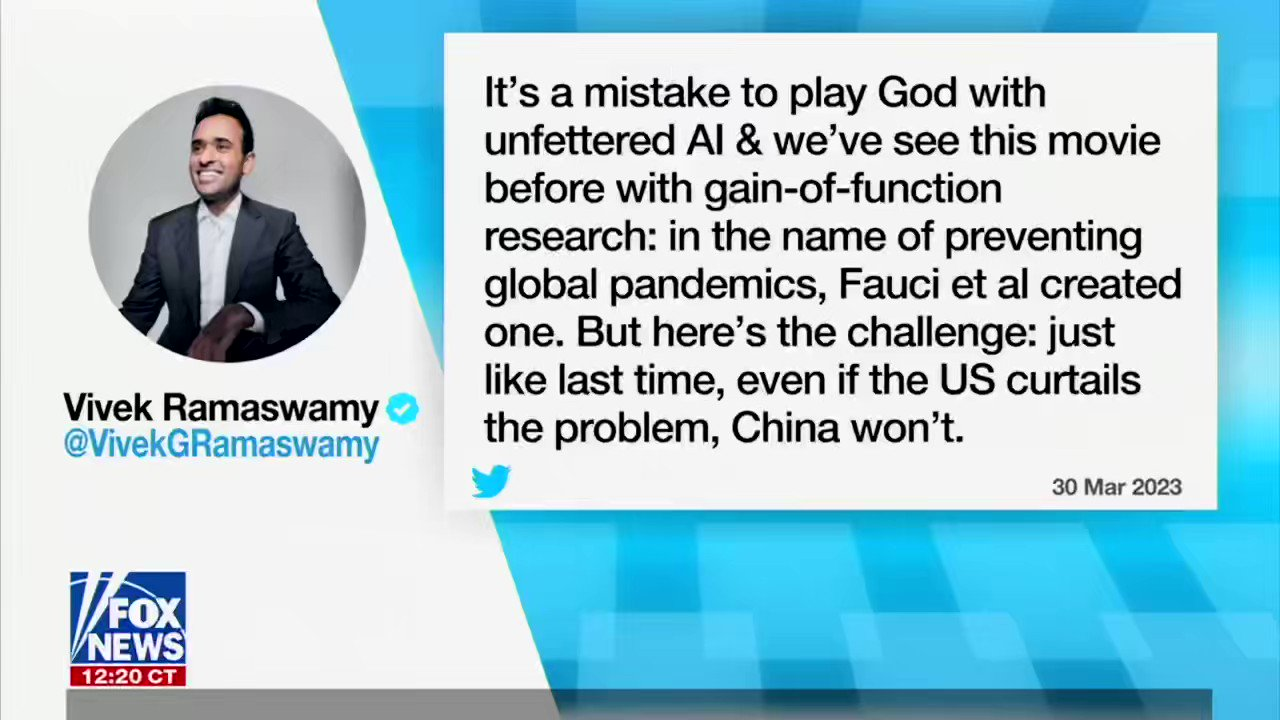 It's a mistake to play God with
unfettered AI & we've see this movie
before with gain-of-function
research: in the name of preventing
global pandemics, Fauci et al created
one. But here's the challenge: just
like last time, even if the US curtails
the problem, China won't.
30 Mar 2023
Vivek Ramaswamy
@VivekGRamaswamy
FOX
NEWS
12:20 CT